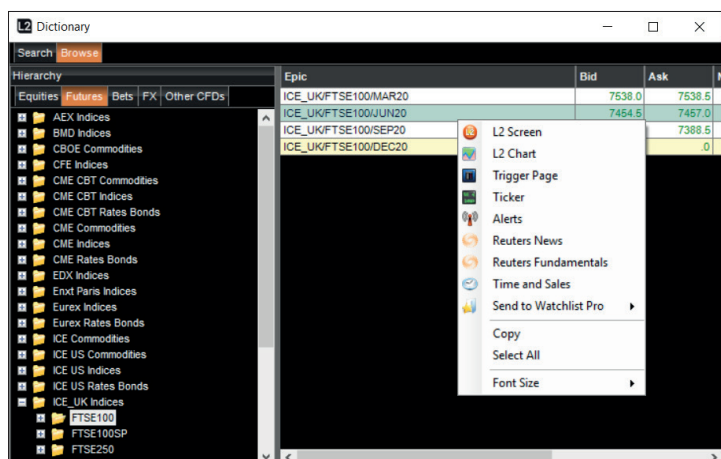 L2 Dictionary
Search Browse
Hierarchy
Equities Futures Bets FX Other CFDs
AEX Indices
BMD Indices
CBOE Commodities
CFE Indices
CME CBT Commodities
CME CBT Indices
CME CBT Rates Bonds
CME Commodities
CME Indices
CME Rates Bonds
EDX Indices
Enxt Paris Indices
Eurex Indices
Eurex Rates Bonds
ICE Commodities
ICE US Commodities
ICE US Indices
ICE US Rates Bonds
ICE_UK Indices
FTSE100
FTSE100SP
FTSE250
Epic Bid Ask
ICE_UK/FTSE100/MAR20 7538.0 7538.5
ICE_UK/FTSE100/JUN20 7454.5 7457.0
ICE_UK/FTSE100/SEP20 7388.5
ICE_UK/FTSE100/DEC20 .0
L2 Screen
L2 Chart
Trigger Page
Ticker
Alerts
Reuters News
Reuters Fundamentals
Time and Sales
Send to Watchlist Pro
Copy
Select All
Font Size